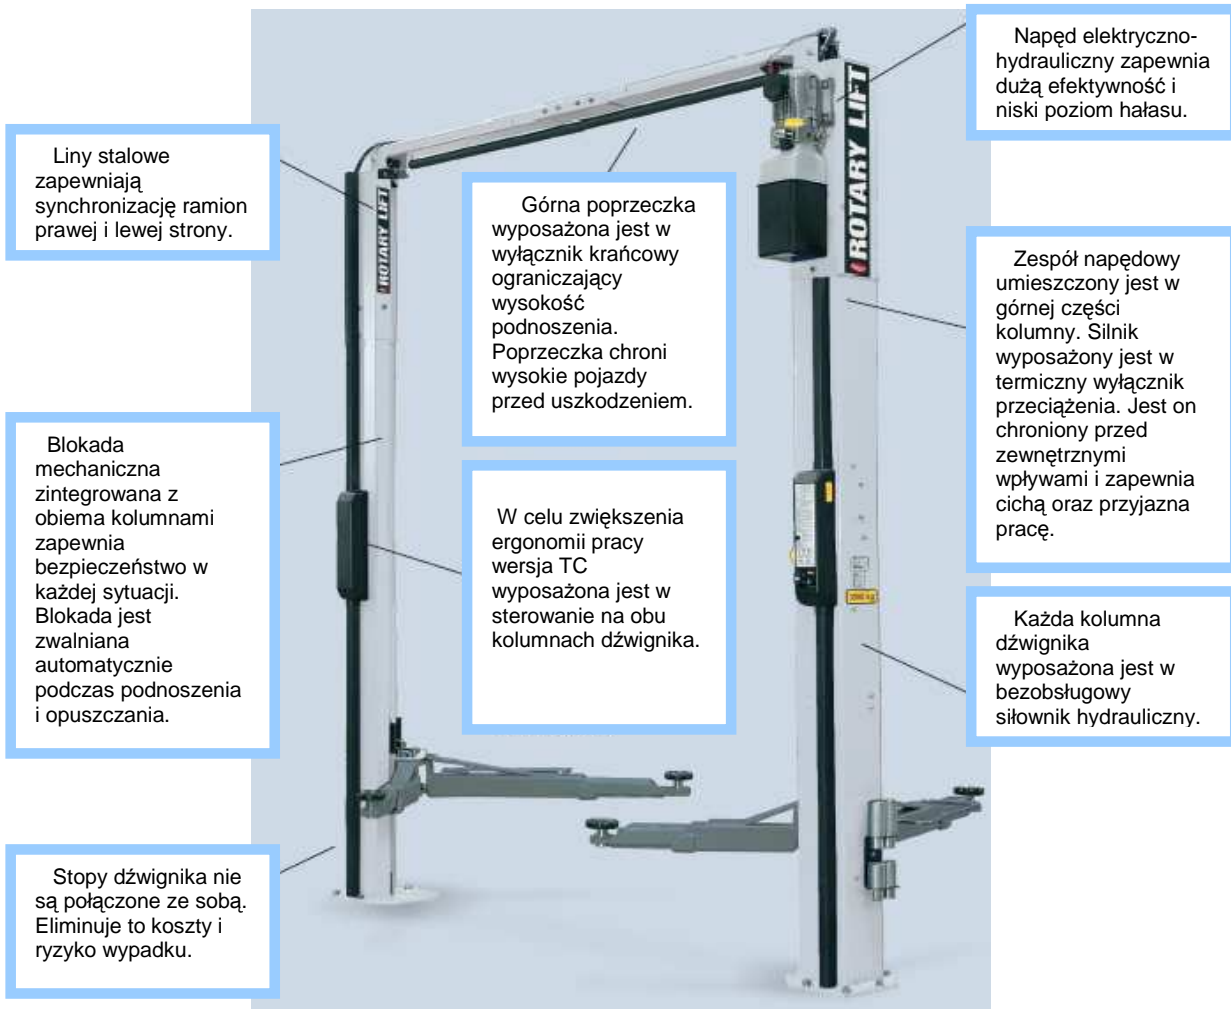 Liny stalowe
zapewniają
synchronizację ramion
prawej i lewej strony.
Blokada
mechaniczna
zintegrowana z
obiema kolumnami
zapewnia
bezpieczeństwo w
każdej sytuacji.
Blokada jest
zwalniana
automatycznie
podczas podnoszenia
i opuszczania.
Stopy dźwignika nie
są połączone ze sobą.
Eliminuje to koszty i
ryzyko wypadku.
ROTARY LIFT
Górna poprzeczka
wyposażona jest w
wyłącznik krańcowy
ograniczający
wysokość
podnoszenia.
Poprzeczka chroni
wysokie pojazdy
przed uszkodzeniem.
W celu zwiększenia
ergonomii pracy
wersja TC
wyposażona jest w
sterowanie na obu
kolumnach dźwignika.
ROTARY LIFT
Napęd elektryczno-
hydrauliczny zapewnia
dużą efektywność i
niski poziom hałasu.
Zespół napędowy
umieszczony jest w
górnej części
kolumny. Silnik
wyposażony jest w
termiczny wyłącznik
przeciążenia. Jest on
chroniony przed
zewnętrznymi
wpływami i zapewnia
cichą oraz przyjazna
pracę.
Każda kolumna
dźwignika
wyposażona jest w
bezobsługowy
siłownik hydrauliczny.